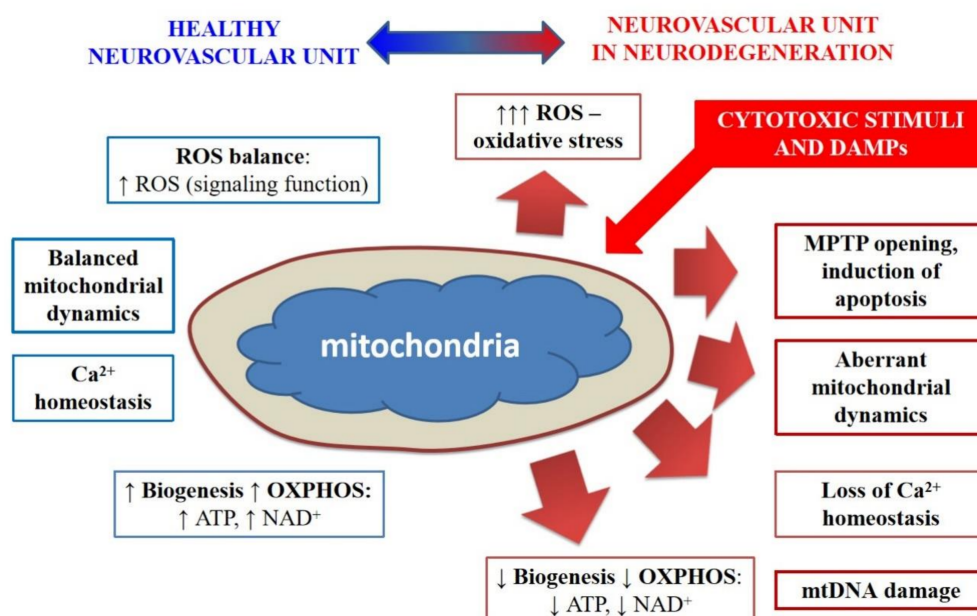 HEALTHY
NEUROVASCULAR UNIT
NEUROVASCULAR UNIT
IN NEURODEGENERATION
↑↑↑ ROS –
oxidative stress
CYTOTOXIC STIMULI
AND DAMPs
ROS balance:
↑ ROS (signaling function)
Balanced
mitochondrial
dynamics
MPTP opening,
induction of
apoptosis
mitochondria
Ca²⁺
homeostasis
Aberrant
mitochondrial
dynamics
↑ Biogenesis ↑ OXPHOS:
↑ ATP, ↑ NAD⁺
Loss of Ca²⁺
homeostasis
↓ Biogenesis ↓ OXPHOS:
↓ ATP, ↓ NAD⁺
mtDNA damage